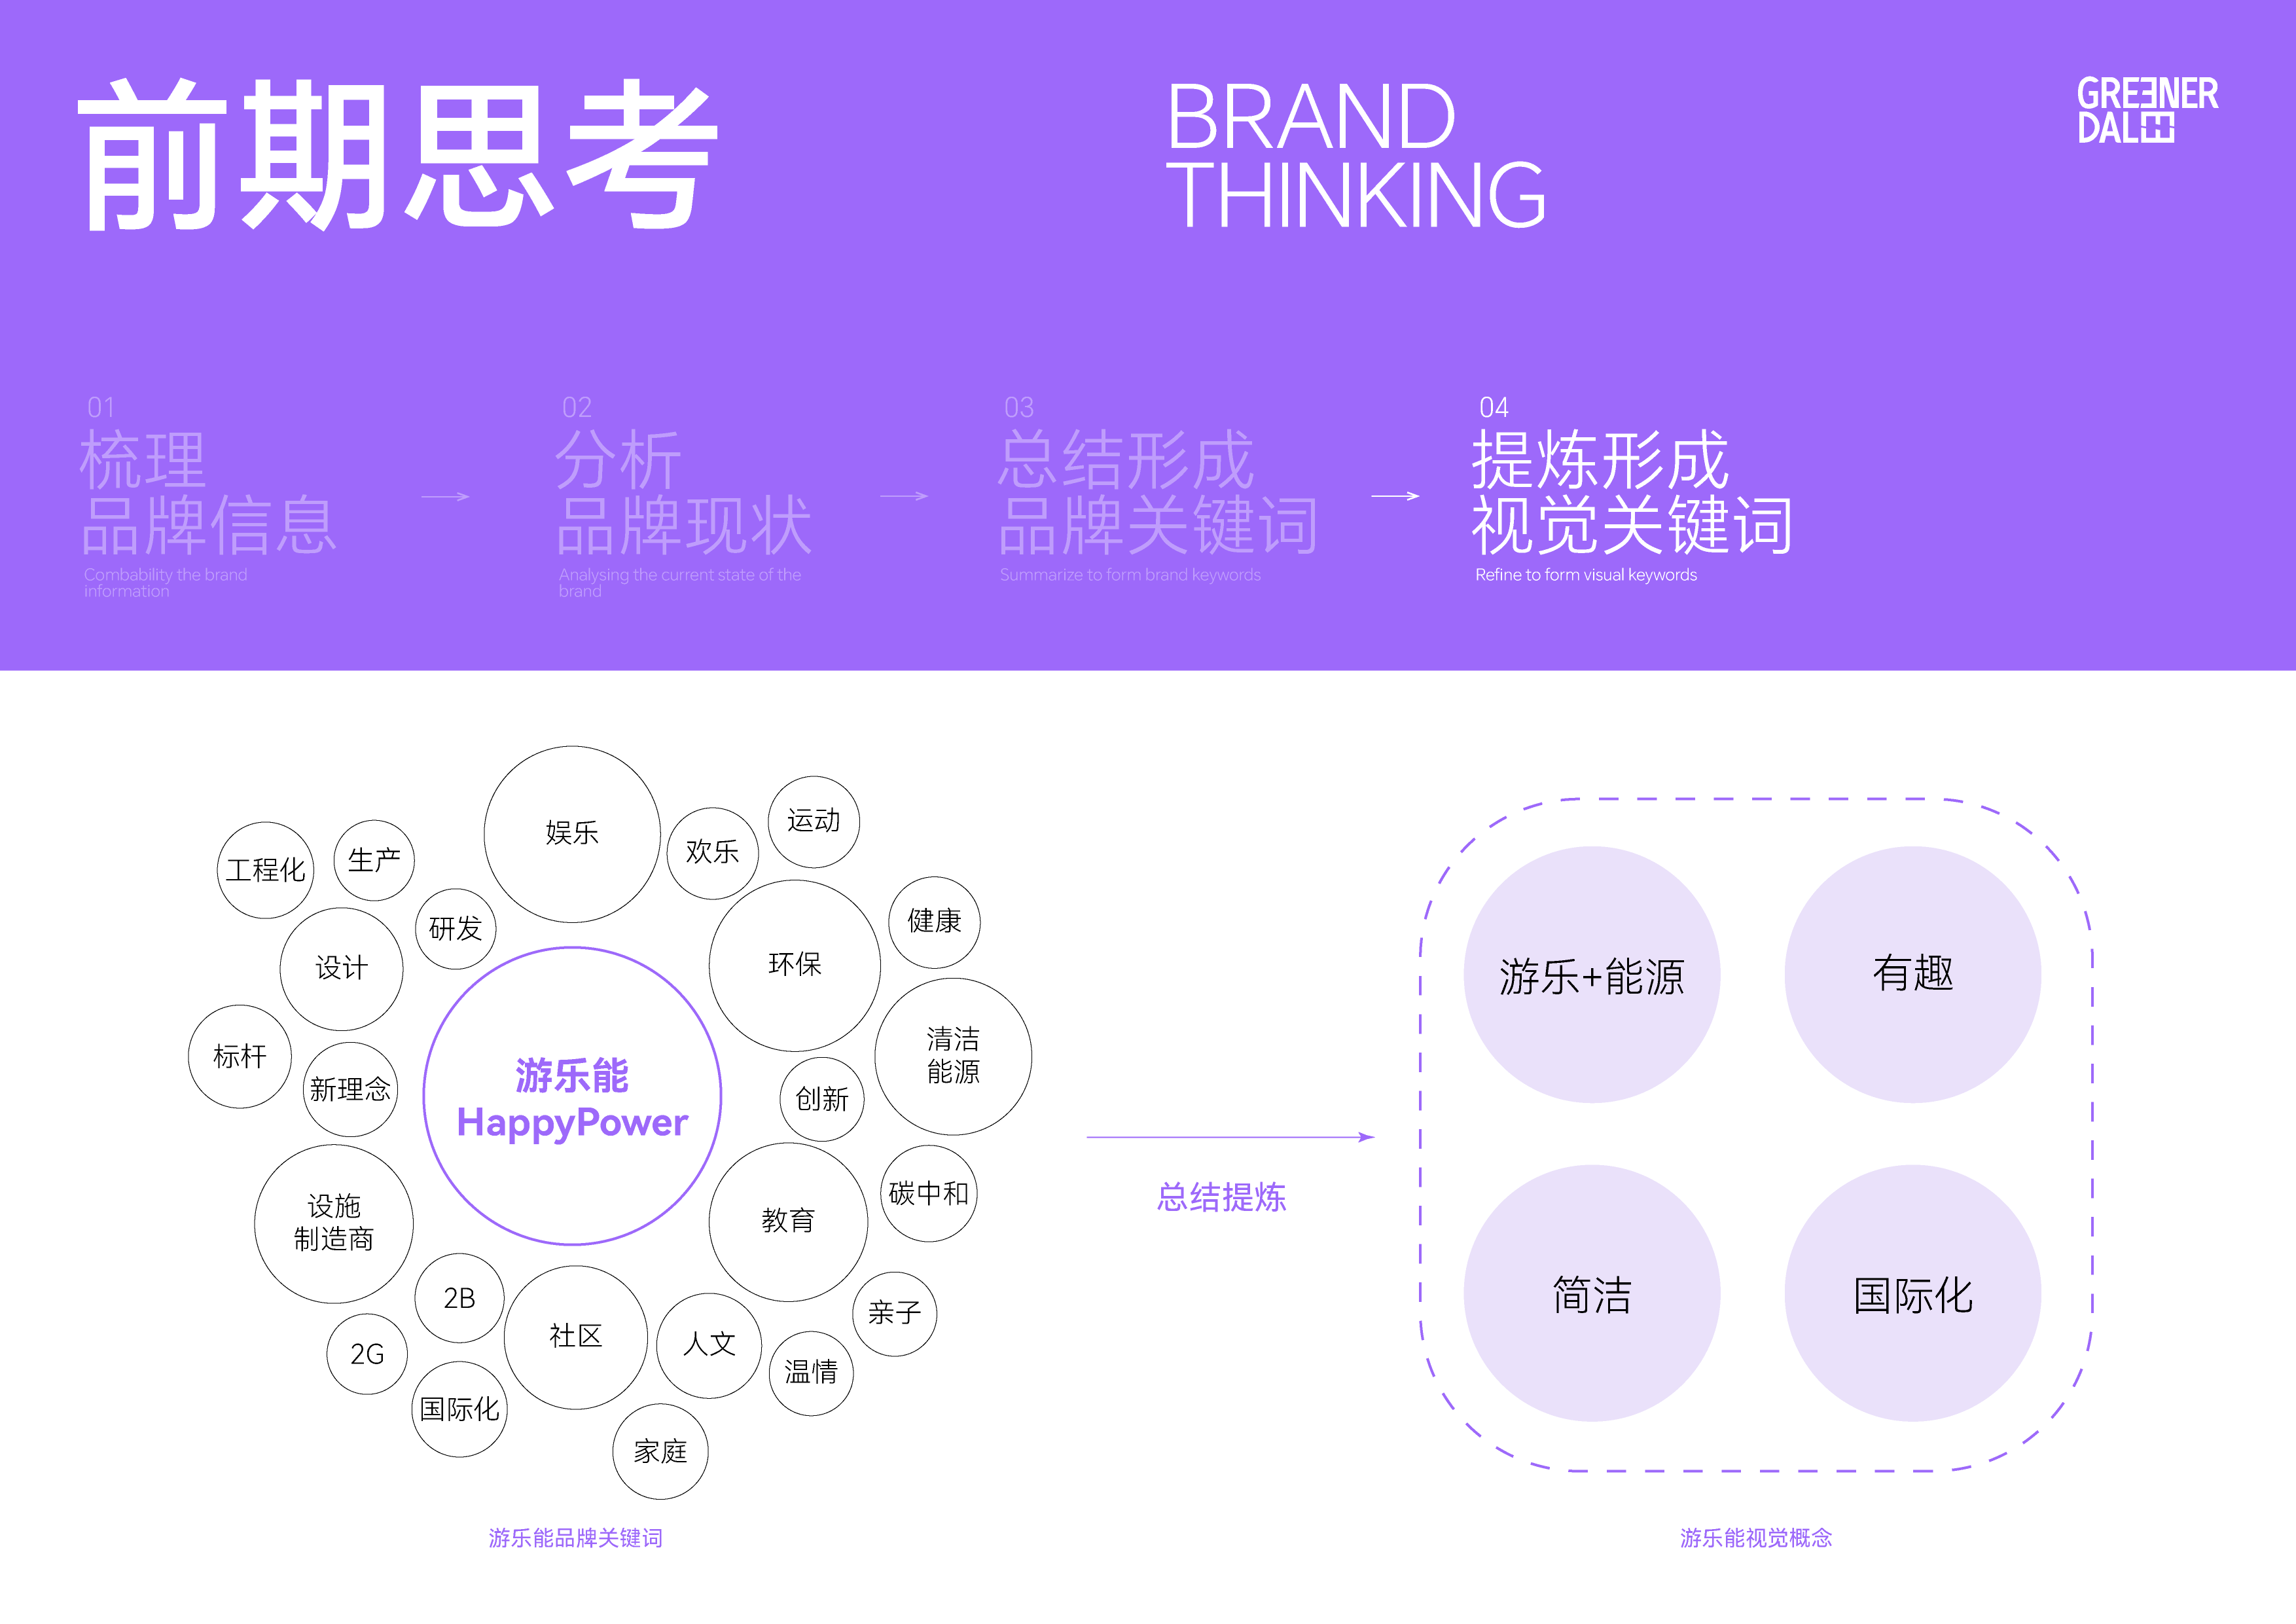 前期思考
BRAND
THINKING
GREENER
DALE
01
梳理
品牌信息
Combability the brand
information
02
分析
品牌现状
Analysing the current state of the
brand
03
总结形成
品牌关键词
Summarize to form brand keywords
04
提炼形成
视觉关键词
Refine to form visual keywords
娱乐
欢乐
运动
工程化
生产
研发
设计
环保
健康
标杆
新理念
清洁
能源
创新
游乐能
HappyPower
设施
制造商
教育
碳中和
2B
2G
社区
人文
亲子
温情
国际化
家庭
游乐能品牌关键词
总结提炼
游乐+能源
有趣
简洁
国际化
游乐能视觉概念